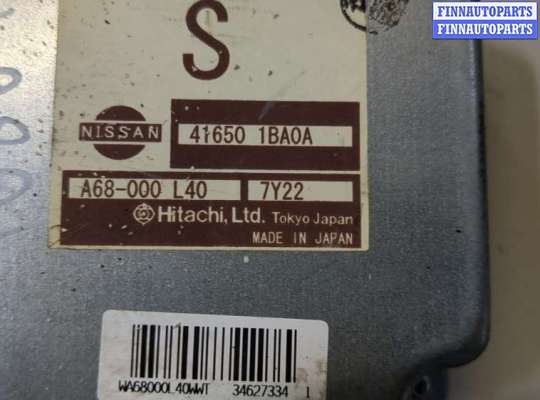 FINNAUTOPARTS
FINNAUTOPARTS
S
NISSAN
41650 1BA0A
A68-000 L40 7Y22
Hitachi, Ltd. Tokyo Japan
MADE IN JAPAN
WA68000L40WWT 34627334 1